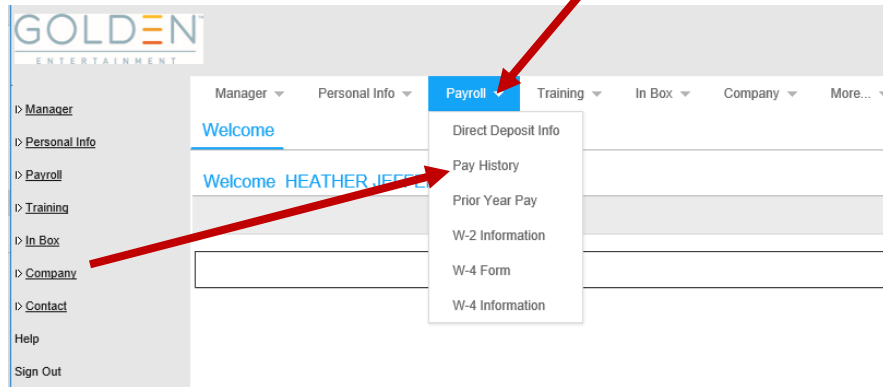 GOLDEN™
ENTERTAINMENT
Manager
Personal Info
Payroll
Training
In Box
Company
Contact
Help
Sign Out
Manager Personal Info Payroll Training In Box Company More...
Welcome
Welcome HEATHER
Direct Deposit Info
Pay History
Prior Year Pay
W-2 Information
W-4 Form
W-4 Information